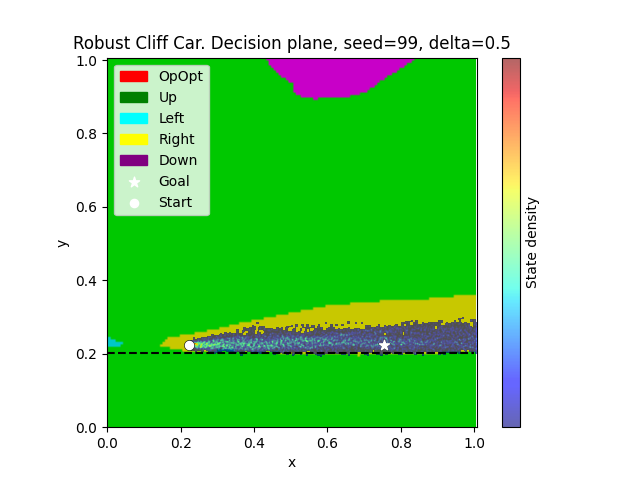 Robust Cliff Car. Decision plane, seed=99, delta=0.5
1.0
0.8
0.6
0.4
0.2
0.0
y
OpOpt
Up
Left
Right
Down
Goal
Start
0.0 0.2 0.4 0.6 0.8 1.0
x
State density